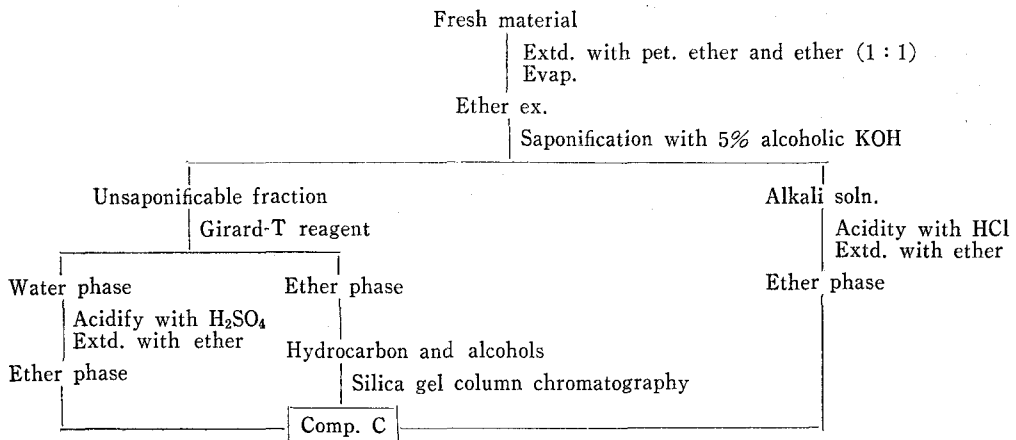 Fresh material
Extd. with pet. ether and ether (1 : 1)
Evap.
Ether ex.
Saponification with 5% alcoholic KOH
Unsaponificable fraction
Girard-T reagent
Alkali soln.
Acidity with HCl
Extd. with ether
Water phase
Acidify with H₂SO₄
Extd. with ether
Ether phase
Ether phase
Hydrocarbon and alcohols
Silica gel column chromatography
Ether phase
Comp. C